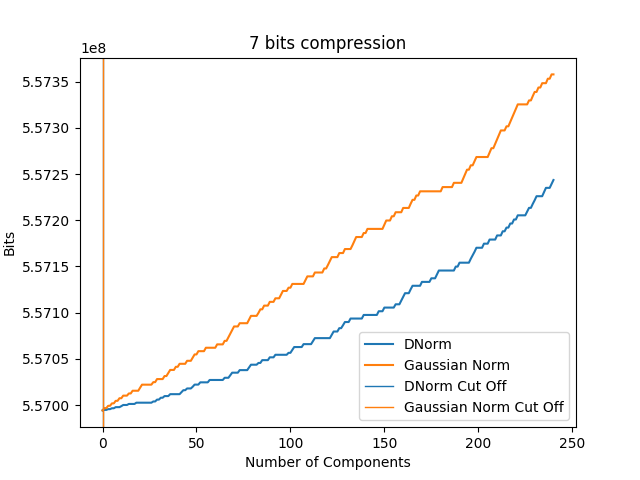 7 bits compression
1e8
5.5735
5.5730
5.5725
5.5720
5.5715
5.5710
5.5705
5.5700
Bits
0 50 100 150 200 250
Number of Components
DNorm
Gaussian Norm
DNorm Cut Off
Gaussian Norm Cut Off